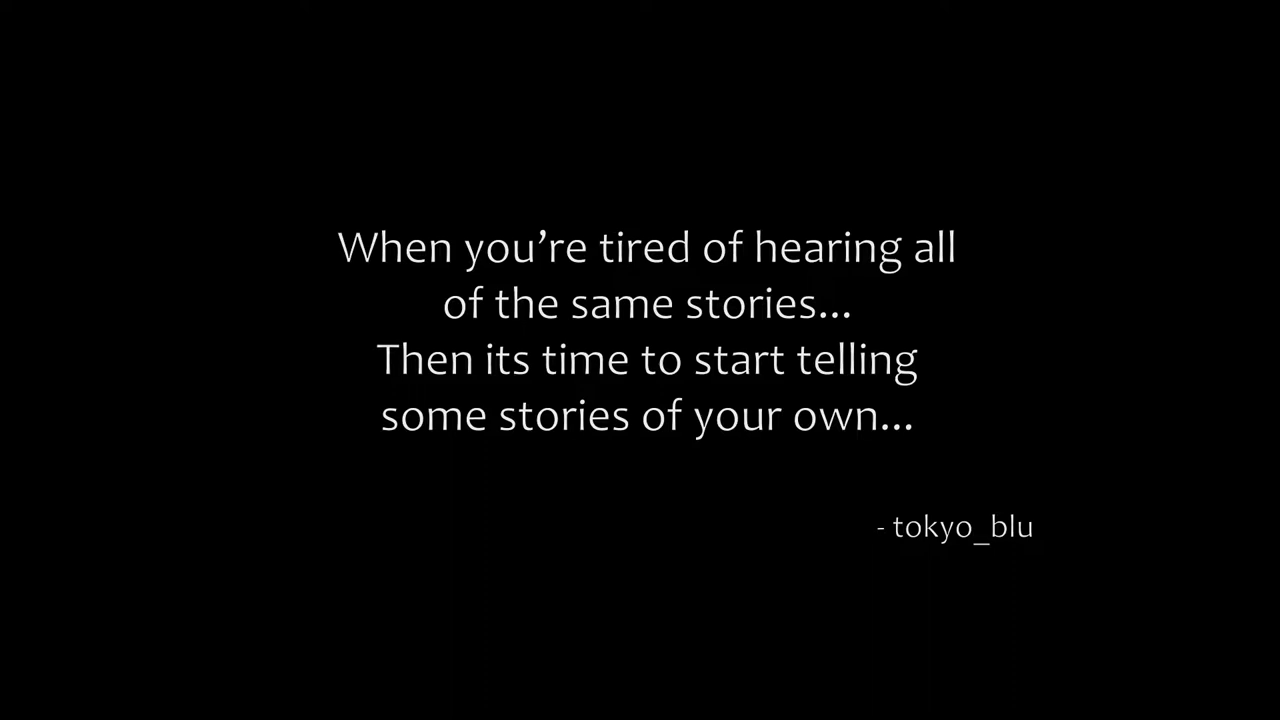 When you’re tired of hearing all
of the same stories...
Then its time to start telling
some stories of your own...
- tokyo_blu